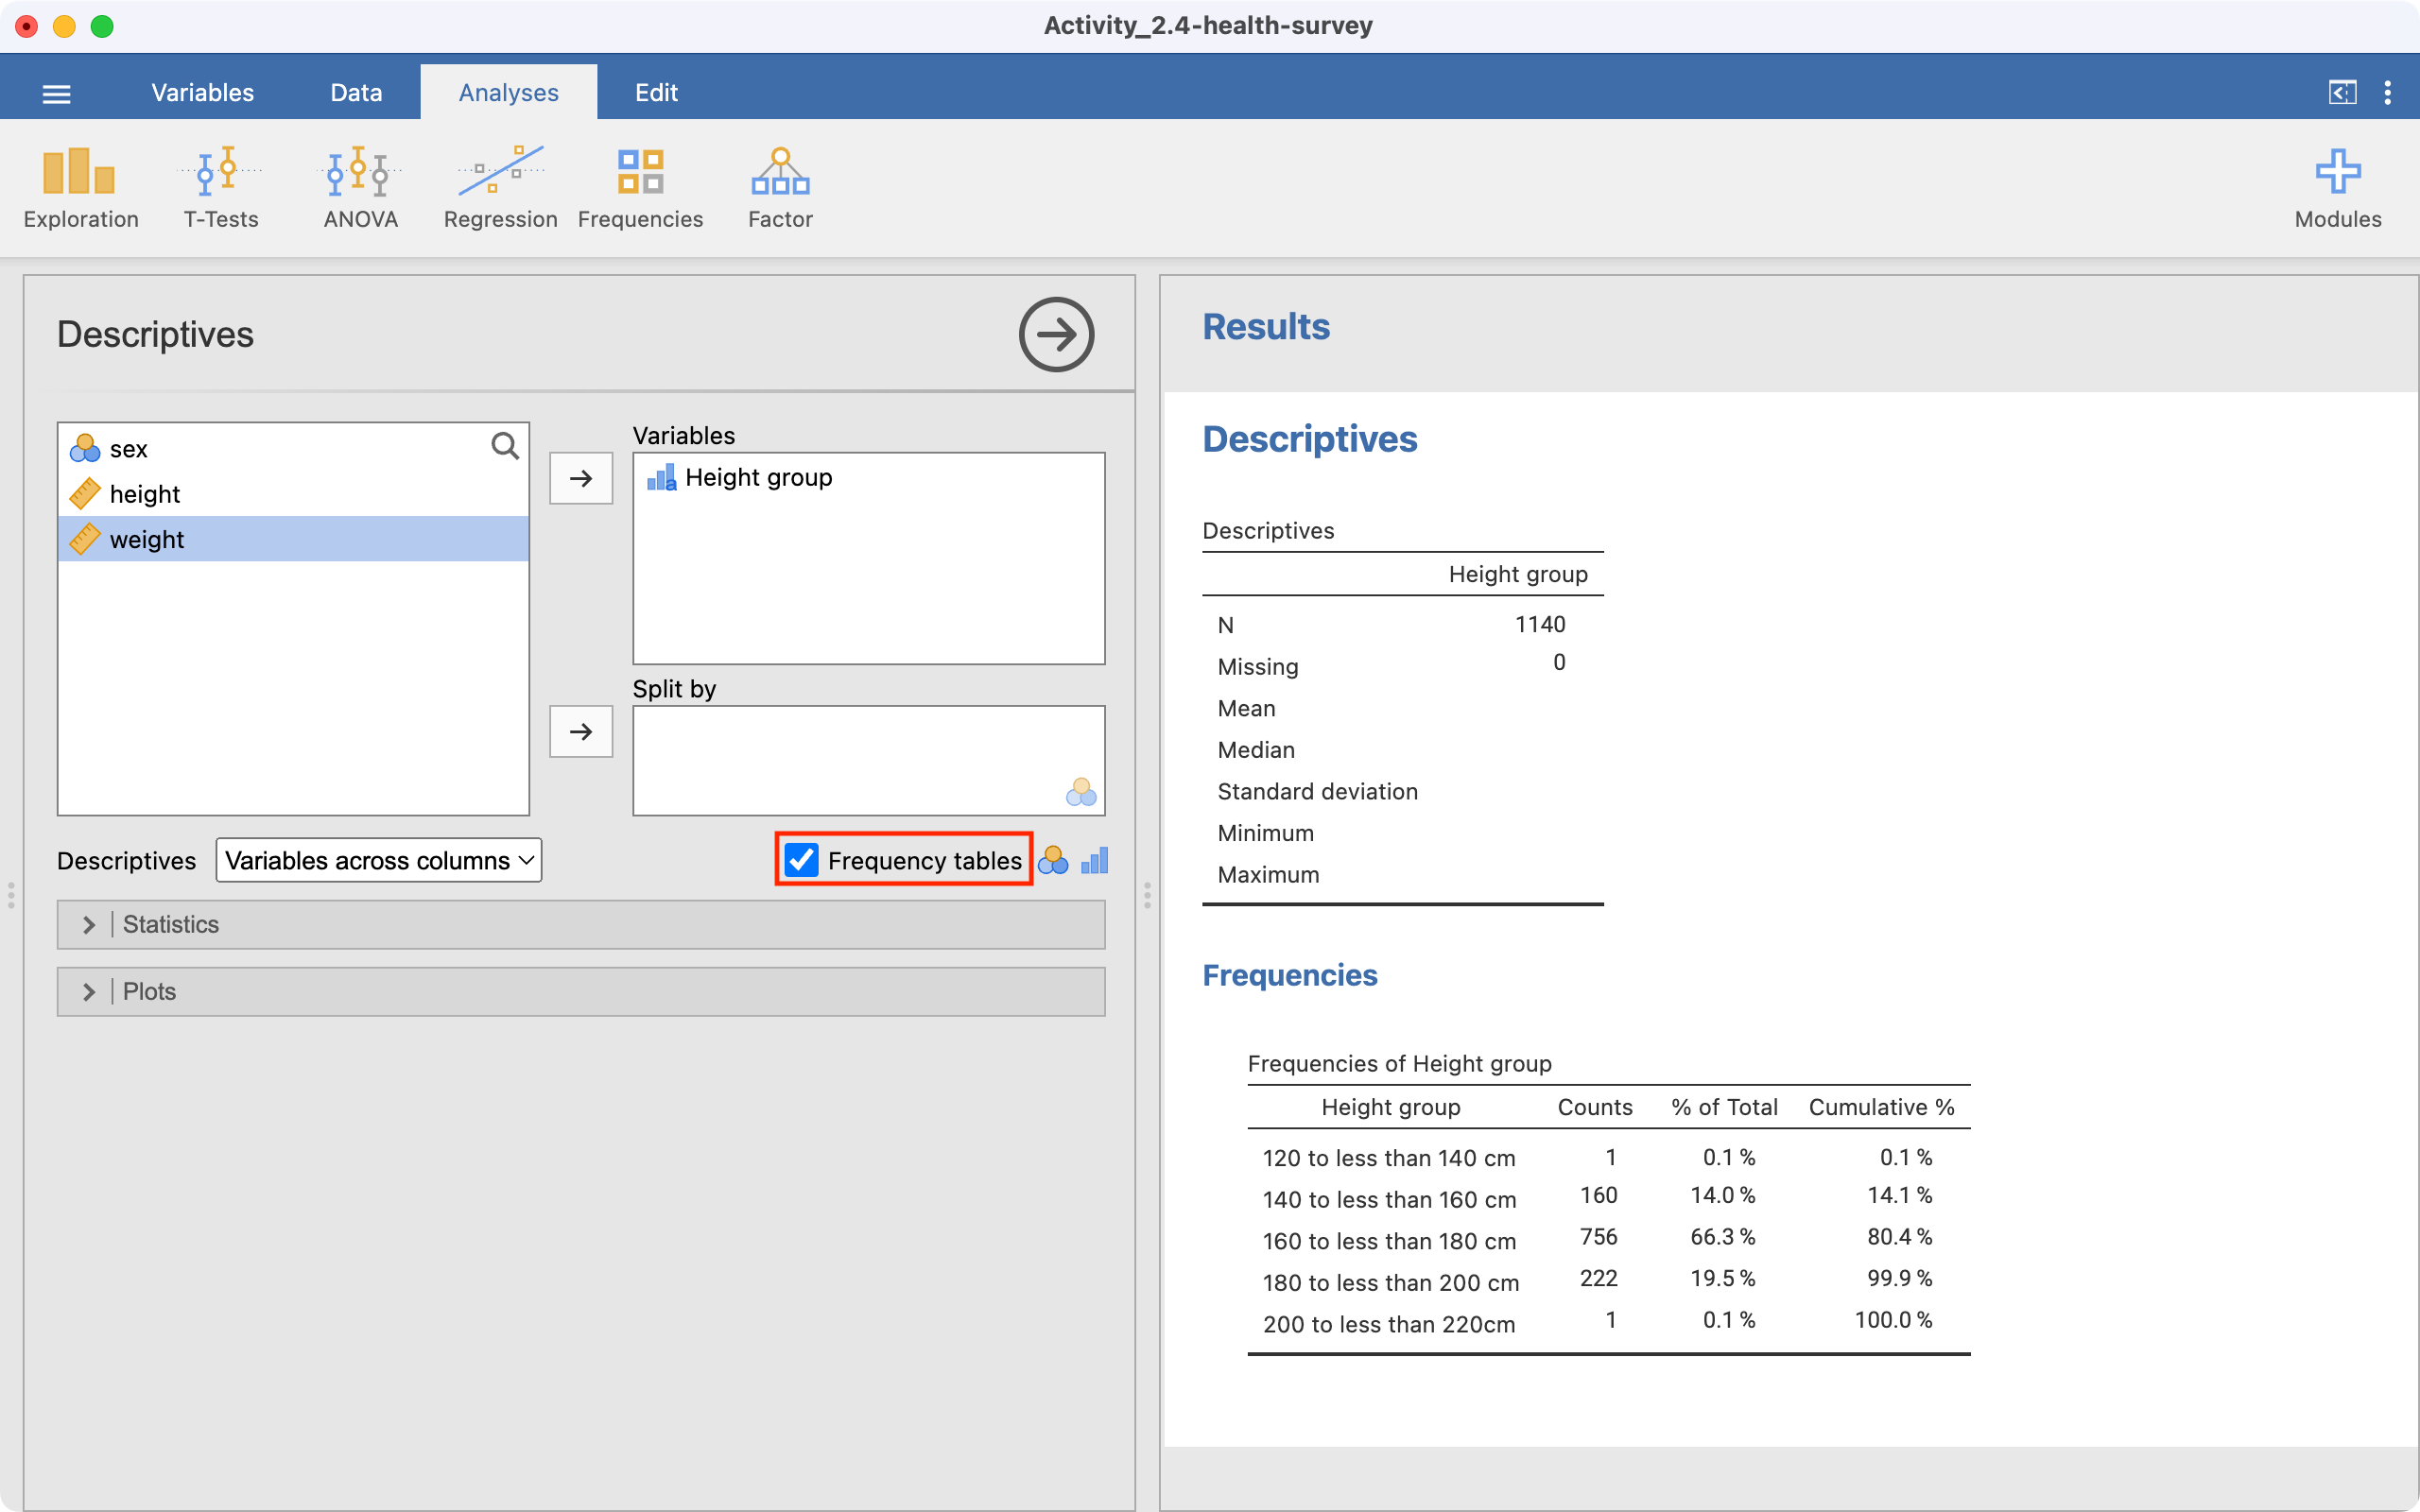 Activity_2.4-health-survey
Variables Data Analyses Edit
Exploration T-Tests ANOVA Regression Frequencies Factor Modules
Descriptives
sex
height
weight
Variables
Height group
Split by
Descriptives Variables across columns Frequency tables
Statistics
Plots
Results
Descriptives
Descriptives
Height group
N 1140
Missing 0
Mean
Median
Standard deviation
Minimum
Maximum
Frequencies
Frequencies of Height group
Height group Counts % of Total Cumulative %
120 to less than 140 cm 1 0.1 % 0.1 %
140 to less than 160 cm 160 14.0 % 14.1 %
160 to less than 180 cm 756 66.3 % 80.4 %
180 to less than 200 cm 222 19.5 % 99.9 %
200 to less than 220cm 1 0.1 % 100.0 %